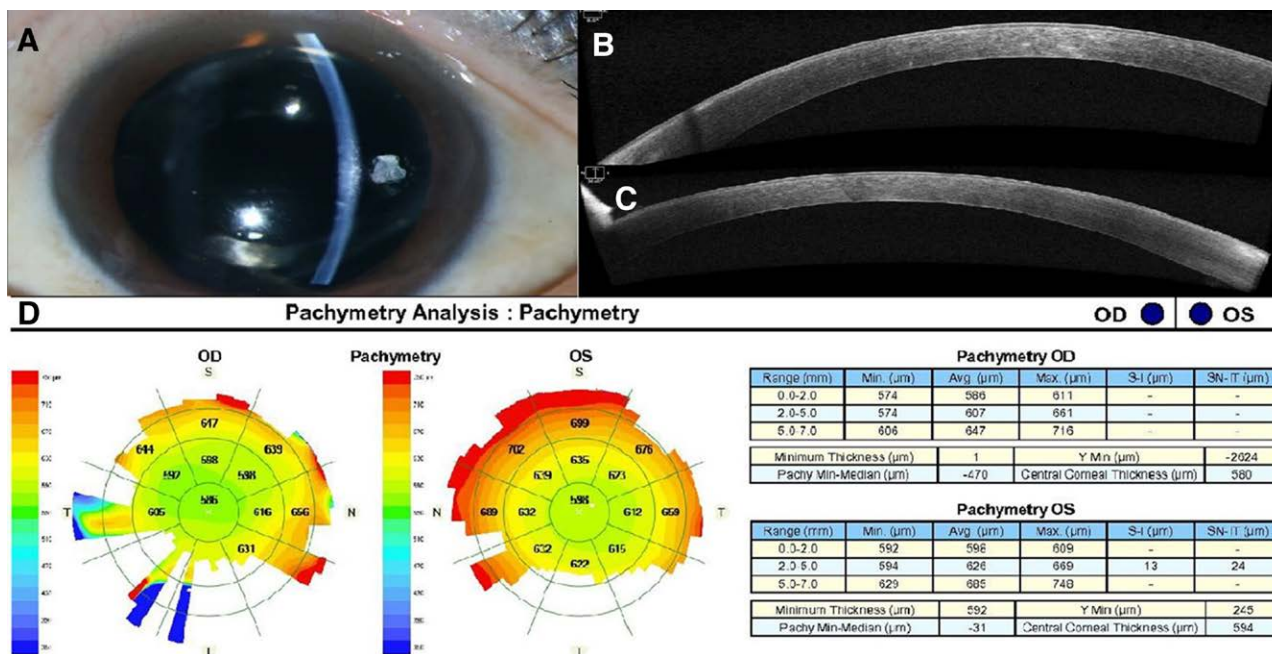 A
B
C
D
Pachymetry Analysis : Pachymetry
OD OS
OD Pachymetry OS
S S
647 699
644 639 702 676
598 635
597 598 639 623
586 598
T 605 616 656 N N 689 632 612 659 T
631 632 615
622
I I
Pachymetry OD
Range (mm) Min. (µm) Avg. (µm) Max. (µm) S-I (µm) SN-IT (µm)
0.0-2.0 574 586 611 - -
2.0-5.0 574 607 661 - -
5.0-7.0 606 647 716 - -
Minimum Thickness (µm) 1 Y Min (µm) -2024
Pachy Min-Median (µm) -470 Central Corneal Thickness (µm) 580
Pachymetry OS
Range (mm) Min. (µm) Avg. (µm) Max. (µm) S-I (µm) SN-IT (µm)
0.0-2.0 592 598 609 - -
2.0-5.0 594 626 669 13 24
5.0-7.0 629 685 748 - -
Minimum Thickness (µm) 592 Y Min (µm) 245
Pachy Min-Median (µm) -31 Central Corneal Thickness (µm) 594